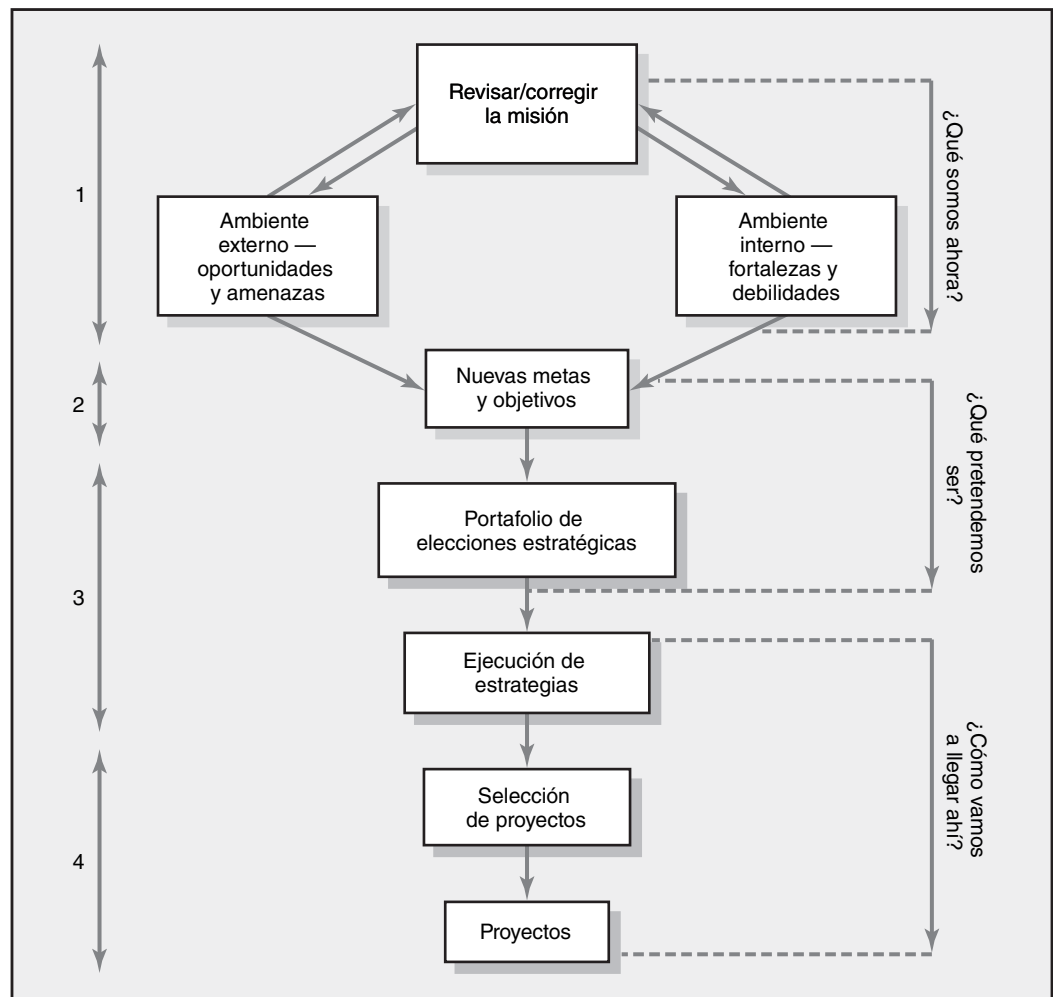 Revisar/corregir
la misión
1
Ambiente
externo —
oportunidades
y amenazas
Ambiente
interno —
fortalezas y
debilidades
¿Qué somos ahora?
2
Nuevas metas
y objetivos
¿Qué pretendemos
ser?
3
Portafolio de
elecciones estratégicas
Ejecución de
estrategias
4
Selección
de proyectos
¿Cómo vamos
a llegar ahí?
Proyectos